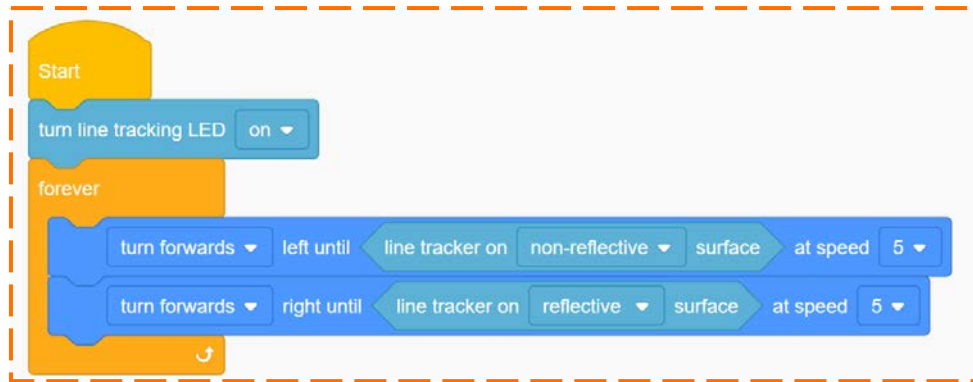 Start
turn line tracking LED on
forever
turn forwards left until line tracker on non-reflective surface at speed 5
turn forwards right until line tracker on reflective surface at speed 5